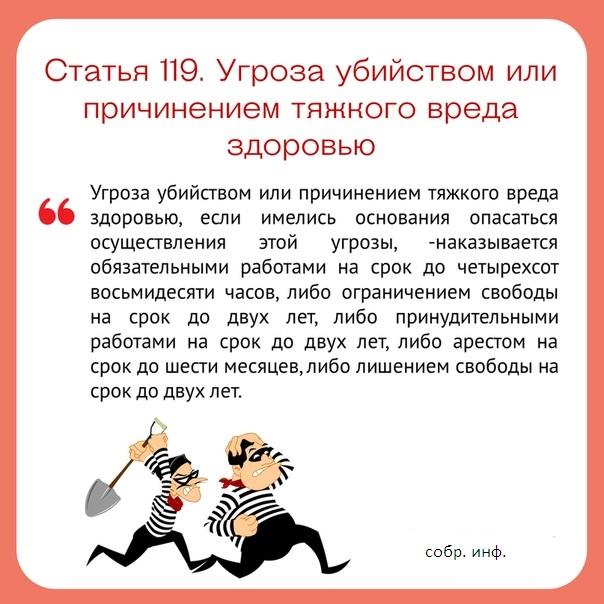 Статья 119. Угроза убийством или
причинением тяжкого вреда
здоровью
“ Угроза убийством или причинением тяжкого вреда
здоровью, если имелись основания опасаться
осуществления этой угрозы, -наказывается
обязательными работами на срок до четырехсот
восьмидесяти часов, либо ограничением свободы
на срок до двух лет, либо принудительными
работами на срок до двух лет, либо арестом на
срок до шести месяцев, либо лишением свободы на
срок до двух лет.
собр. инф.